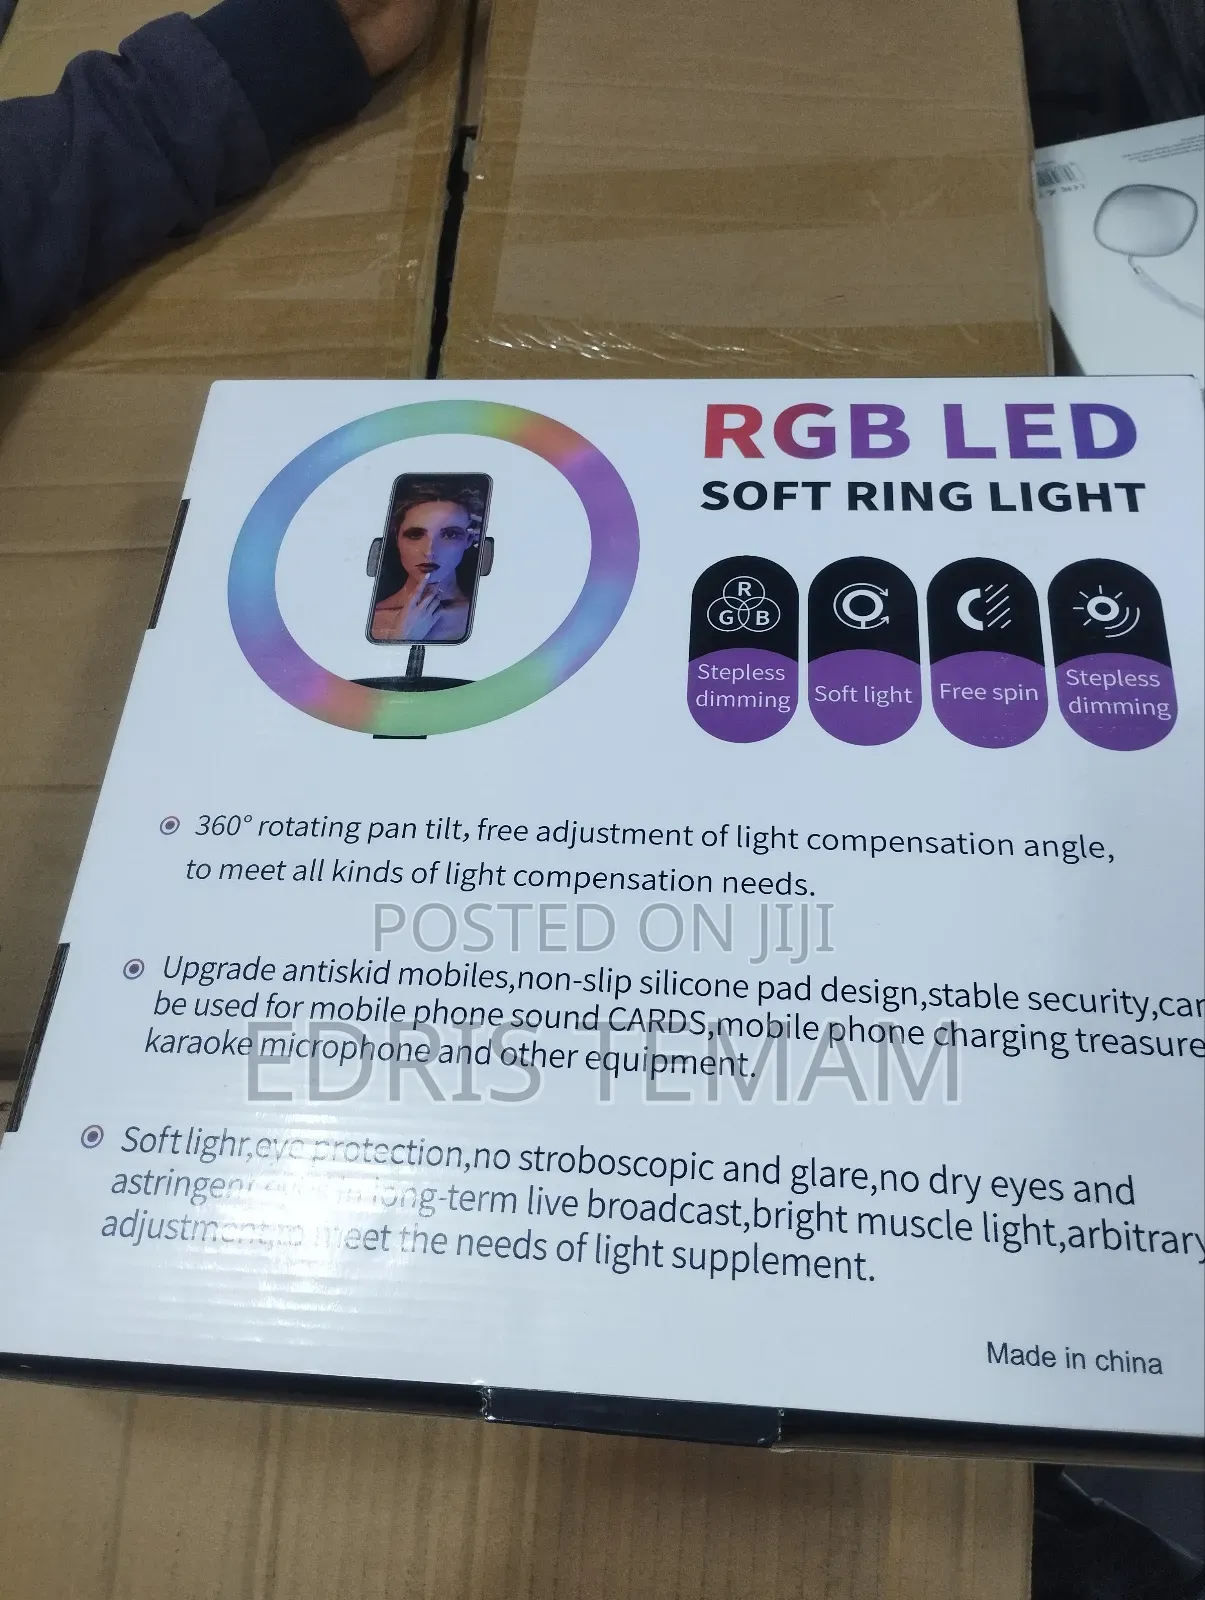 RGB LED
SOFT RING LIGHT
R
G B
Stepless
dimming
Soft light
Free spin
Stepless
dimming
360° rotating pan tilt, free adjustment of light compensation angle,
to meet all kinds of light compensation needs.
POSTED ON JIJI
Upgrade antiskid mobiles,non-slip silicone pad design,stable security,can
be used for mobile phone sound CARDS,mobile phone charging treasure
karaoke microphone and other equipment.
EDRIS TEMAM
Softlighr,eye protection,no stroboscopic and glare,no dry eyes and
long-term live broadcast,bright muscle light,arbitrary
meet the needs of light supplement.
Made in china